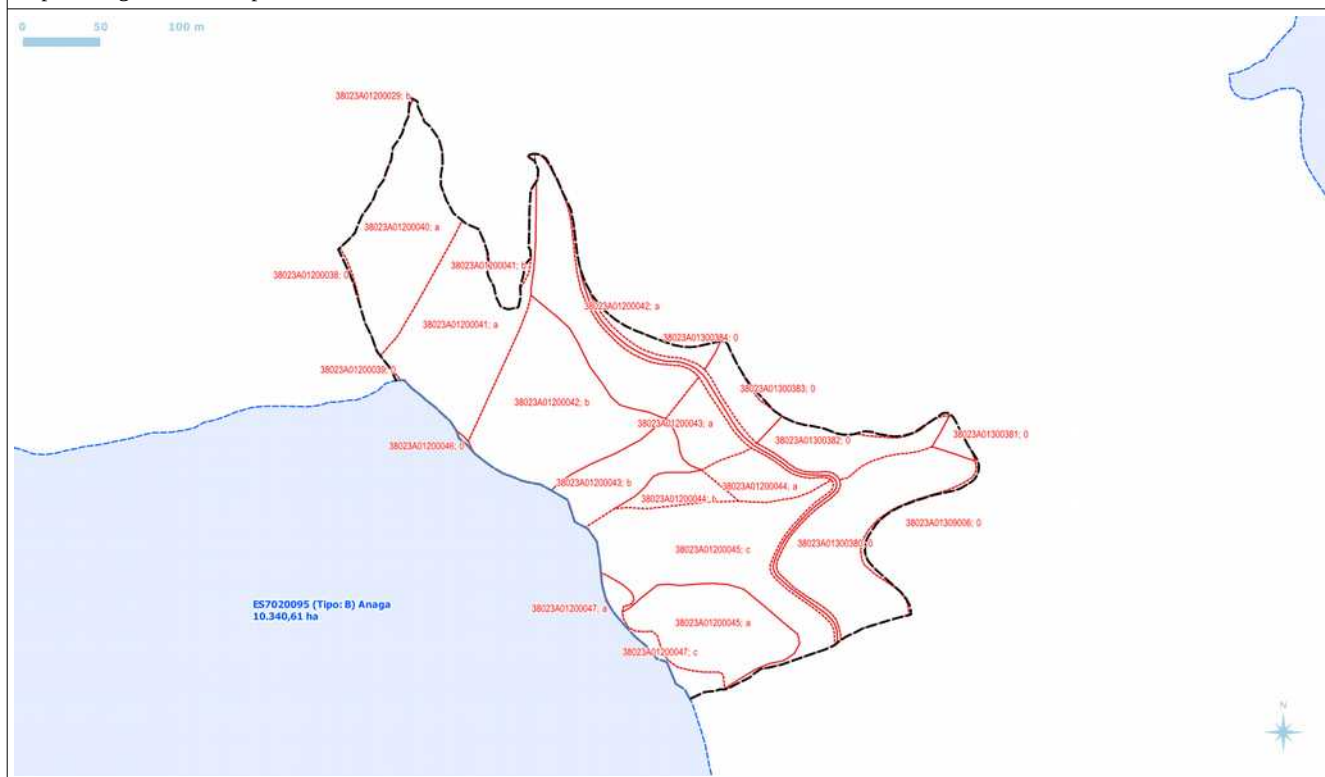 0 50 100 m
38023A01200029; b
38023A01200040; a
38023A01200041; b
38023A01200038; 0
38023A01200042; a
38023A01200041; a
38023A01300384; 0
38023A01200039; 0
38023A01300383; 0
38023A01200042; b
38023A01200043; a
38023A01300381; 0
38023A01300382; 0
38023A01200046; 0
38023A01200043; b
38023A01200044; a
38023A01200044; b
38023A01309006; 0
38023A01300380; 0
38023A01200045; c
ES7020095 (Tipo: B) Anaga
10.340,61 ha
38023A01200047; a
38023A01200045; a
38023A01200047; c
N